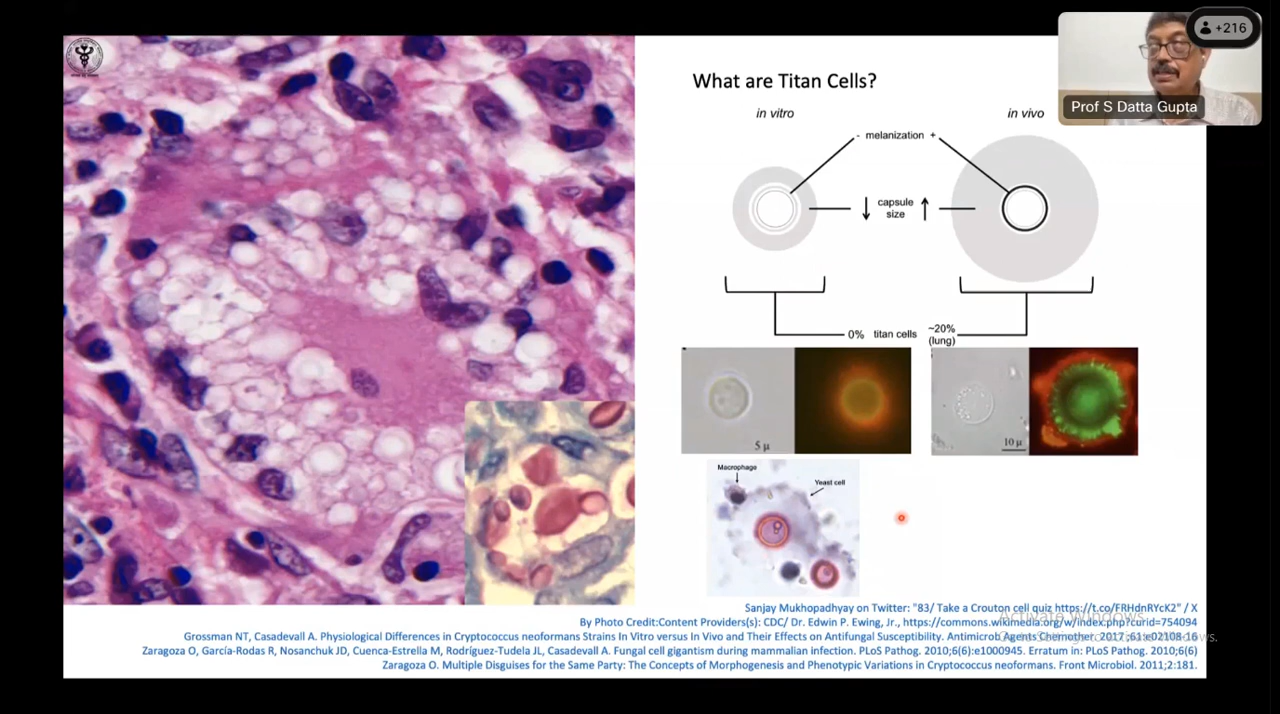 +216
Prof S Datta Gupta
What are Titan Cells?
in vitro
in vivo
- melanization +
capsule
size
0% titan cells ~20%
(lung)
5 µ
10 µ
Macrophage
Yeast cell
Sanjay Mukhopadhyay on Twitter: "83/ Take a Crouton cell quiz https://t.co/FRHdnRYcK2" / X
By Photo Credit:Content Providers(s): CDC/ Dr. Edwin P. Ewing, Jr., https://commons.wikimedia.org/w/index.php?curid=754094
Grossman NT, Casadevall A. Physiological Differences in Cryptococcus neoformans Strains In Vitro versus In Vivo and Their Effects on Antifungal Susceptibility. Antimicrob Agents Chemother. 2017;61:e02108-16
Zaragoza O, García-Rodas R, Nosanchuk JD, Cuenca-Estrella M, Rodríguez-Tudela JL, Casadevall A. Fungal cell gigantism during mammalian infection. PLoS Pathog. 2010;6(6):e1000945. Erratum in: PLoS Pathog. 2010;6(6)
Zaragoza O. Multiple Disguises for the Same Party: The Concepts of Morphogenesis and Phenotypic Variations in Cryptococcus neoformans. Front Microbiol. 2011;2:181.
Activate Windows